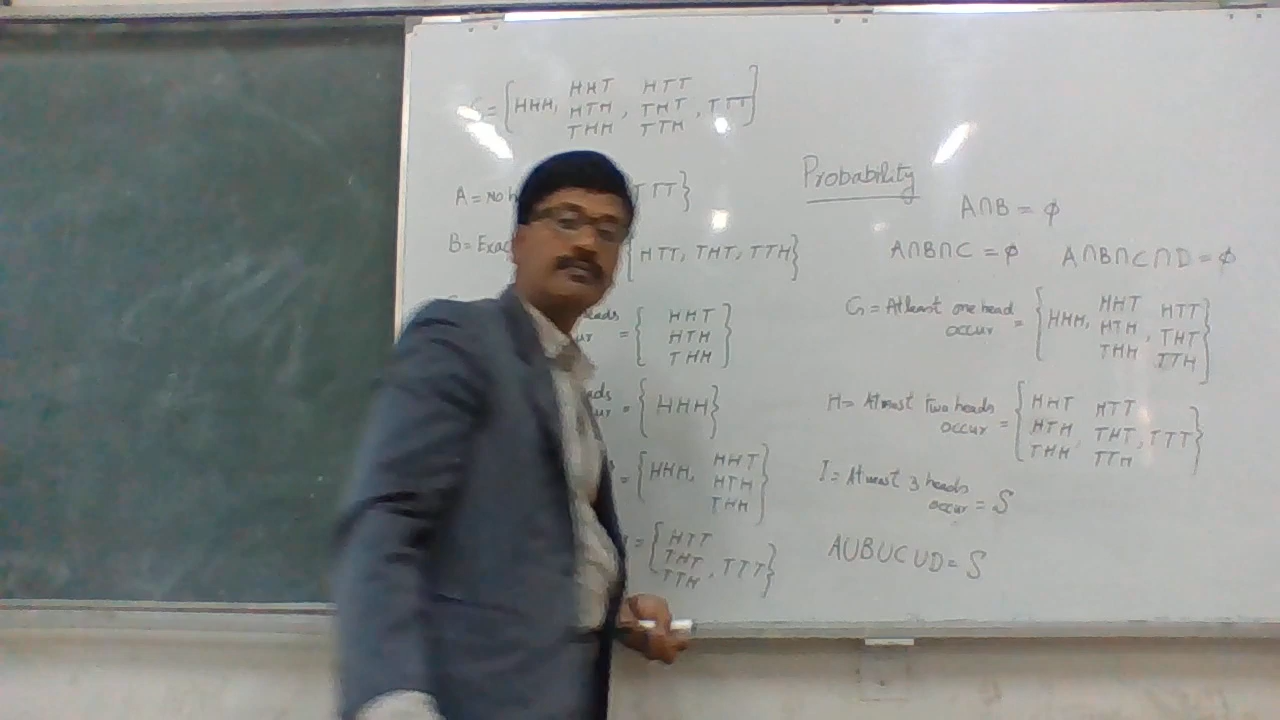 S = { HHH, HHT HTH THH , HTT THT TTH , TTT }
A = no TTT}
B = Exac {HTT, THT, TTH}
= { HHT HTH THH }
= {HHH}
= {HHH, HHT HTH THH }
= { HTT THT TTH , TTT}
Probability
A∩B = ϕ
A∩B∩C = ϕ A∩B∩C∩D = ϕ
G = Atleast one head occur = {HHH, HHT HTH THH , HTT THT TTH }
H = Atmost two heads occur = { HHT HTH THH , HTT THT TTH , TTT}
I = Atmost 3 heads
occur = S
AUBUCUD = S